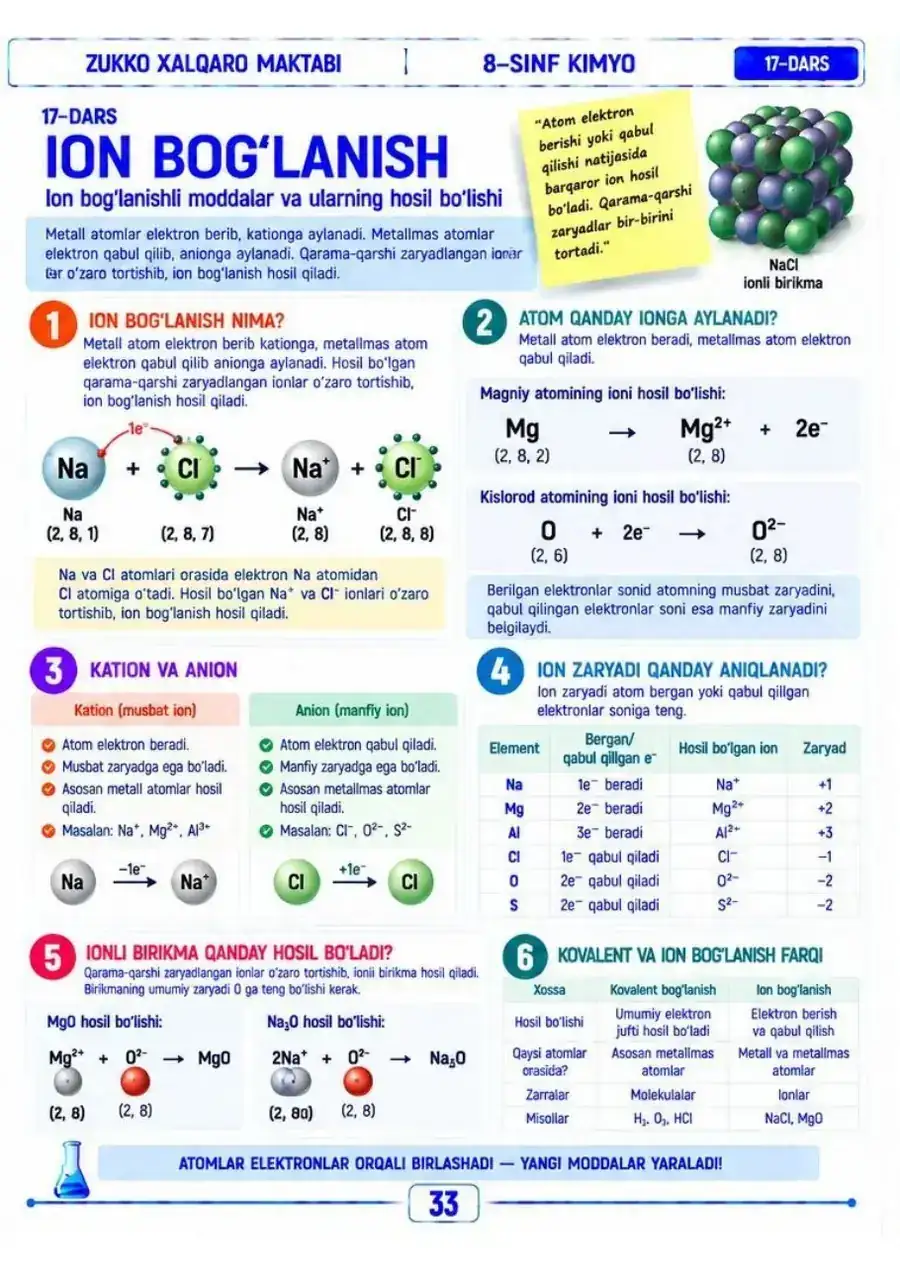 ZUKKO XALQARO MAKTABI
8–SINF KIMYO
17–DARS
17–DARS
ION BOG‘LANISH
Ion bog‘lanishli moddalar va ularning hosil bo‘lishi
“Atom elektron
berishi yoki qabul
qilishi natijasida
barqaror ion hosil
bo‘ladi. Qarama-qarshi
zaryadlar bir-birini
tortadi.”
NaCl
ionli birikma
Metall atomlar elektron berib, kationga aylanadi. Metallmas atomlar
elektron qabul qilib, anionga aylanadi. Qarama-qarshi zaryadlangan
o‘zaro tortishib, ion bog‘lanish hosil qiladi.
1
ION BOG‘LANISH NIMA?
Metall atom elektron berib kationga, metallmas atom
elektron qabul qilib anionga aylanadi. Hosil bo‘lgan
qarama-qarshi zaryadlangan ionlar o‘zaro tortishib,
ion bog‘lanish hosil qiladi.
1e⁻
Na + Cl → Na⁺ + Cl⁻
Na Na⁺ Cl⁻
(2, 8, 1) (2, 8, 7) (2, 8) (2, 8, 8)
Na va Cl atomlari orasida elektron Na atomidan
Cl atomiga o‘tadi. Hosil bo‘lgan Na⁺ va Cl⁻ ionlari o‘zaro
tortishib, ion bog‘lanish hosil qiladi.
2
ATOM QANDAY IONGA AYLANADI?
Metall atom elektron beradi, metallmas atom elektron
qabul qiladi.
Magniy atomining ioni hosil bo‘lishi:
Mg → Mg²⁺ + 2e⁻
(2, 8, 2) (2, 8)
Kislorod atomining ioni hosil bo‘lishi:
O + 2e⁻ → O²⁻
(2, 6) (2, 8)
Berilgan elektronlar sonid atomning musbat zaryadini,
qabul qilingan elektronlar soni esa manfiy zaryadini
belgilaydi.
3
KATION VA ANION
Kation (musbat ion)
Atom elektron beradi.
Musbat zaryadga ega bo‘ladi.
Asosan metall atomlar hosil
qiladi.
Masalan: Na⁺, Mg²⁺, Al³⁺
Na −1e⁻ → Na⁺
Anion (manfiy ion)
Atom elektron qabul qiladi.
Manfiy zaryadga ega bo‘ladi.
Asosan metallmas atomlar
hosil qiladi.
Masalan: Cl⁻, O²⁻, S²⁻
Cl +1e⁻ → Cl
4
ION ZARYADI QANDAY ANIQLANADI?
Ion zaryadi atom bergan yoki qabul qillgan
elektronlar soniga teng.
Element Bergan/ Hosil bo‘lgan ion Zaryad
qabul qillgan e⁻
Na 1e⁻ beradi Na⁺ +1
Mg 2e⁻ beradi Mg²⁺ +2
Al 3e⁻ beradi Al²⁺ +3
Cl 1e⁻ qabul qiladi Cl⁻ −1
O 2e⁻ qabul qiladi O²⁻ −2
S 2e⁻ qabul qiladi S²⁻ −2
5
IONLI BIRIKMA QANDAY HOSIL BO‘LADI?
Qarama-qarshi zaryadlangan ionlar o‘zaro tortishib, ionli birikma hosil qiladi.
Birikmaning umumiy zaryadi 0 ga teng bo‘lishi kerak.
MgO hosil bo‘lishi:
Mg²⁺ + O²⁻ → MgO
(2, 8) (2, 8)
hosil bo‘lishi:
2Na⁺ + O²⁻ →
(2, 8)
6
KOVALENT VA ION BOG‘LANISH FARQI
Xossa Kovalent bog‘lanish Ion bog‘lanish
Hosil bo‘lishi Umumiy elektron Elektron berish
jufti hosil bo‘ladi va qabul qilish
Qaysi atomlar Asosan metallmas Metall va metallmas
orasida? atomlar atomlar
Zarralar Molekulalar Ionlar
Misollar HCl NaCl, MgO
ATOMLAR ELEKTRONLAR ORQALI BIRLASHADI — YANGI MODDALAR YARALADI!
33